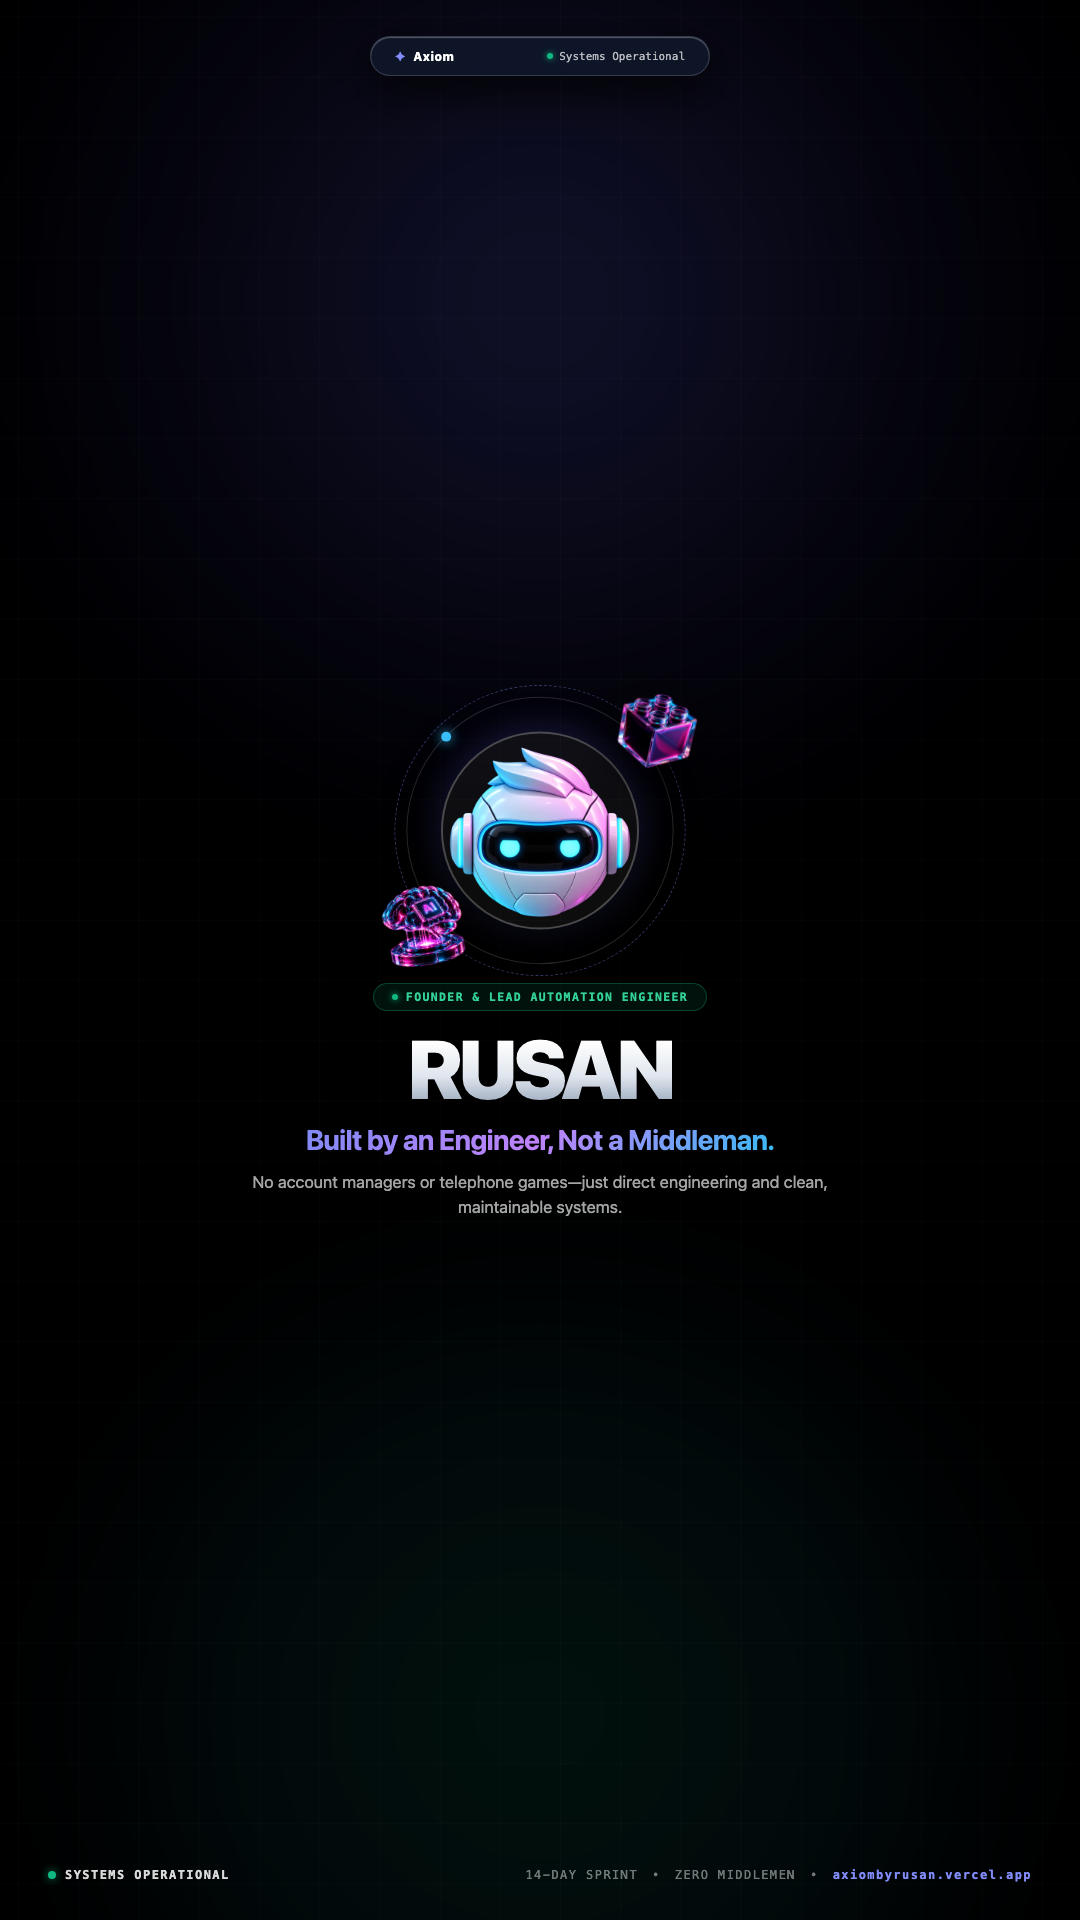 Axiom
Systems Operational
AI
FOUNDER & LEAD AUTOMATION ENGINEER
RUSAN
Built by an Engineer, Not a Middleman.
No account managers or telephone games—just direct engineering and clean,
maintainable systems.
SYSTEMS OPERATIONAL
14-DAY SPRINT • ZERO MIDDLEMEN • axiombyrusan.vercel.app